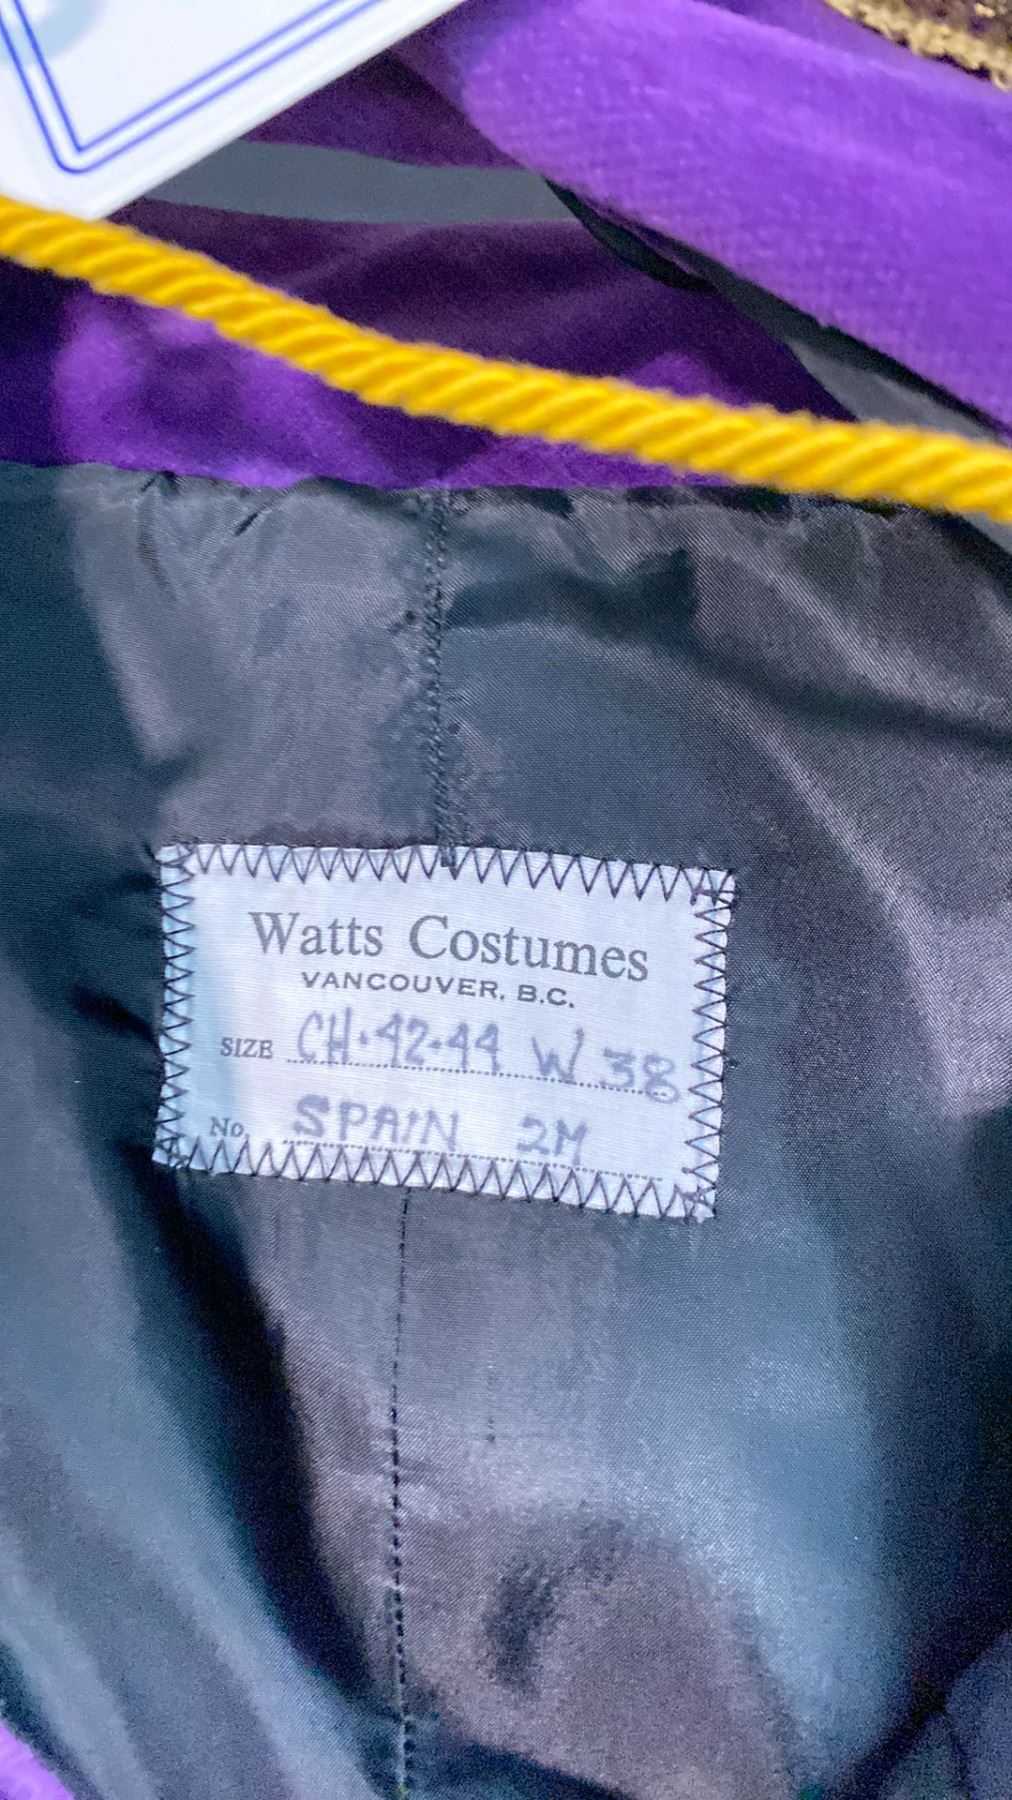 Watts Costumes
VANCOUVER, B.C.
SIZE CH·42-44 W 38
No. SPAIN 2M